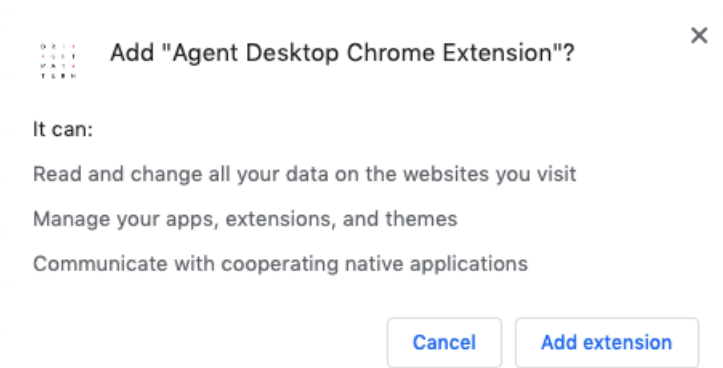 Add "Agent Desktop Chrome Extension"?
It can:
Read and change all your data on the websites you visit
Manage your apps, extensions, and themes
Communicate with cooperating native applications
Cancel
Add extension